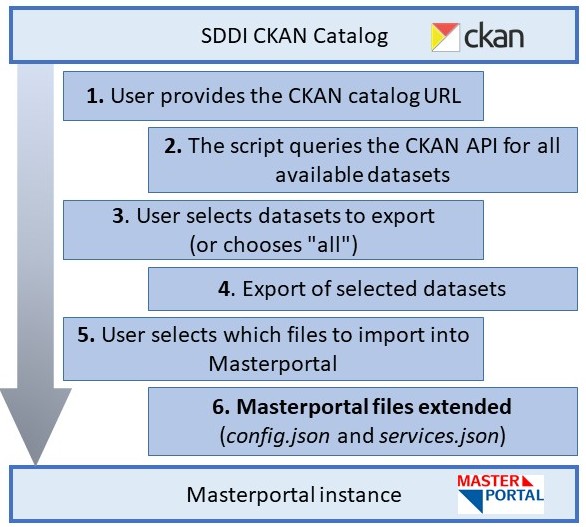 SDDI CKAN Catalog
ckan
1. User provides the CKAN catalog URL
2. The script queries the CKAN API for all
available datasets
3. User selects datasets to export
(or chooses "all")
4. Export of selected datasets
5. User selects which files to import into
Masterportal
6. Masterportal files extended
(config.json and services.json)
Masterportal instance
MASTER
PORTAL